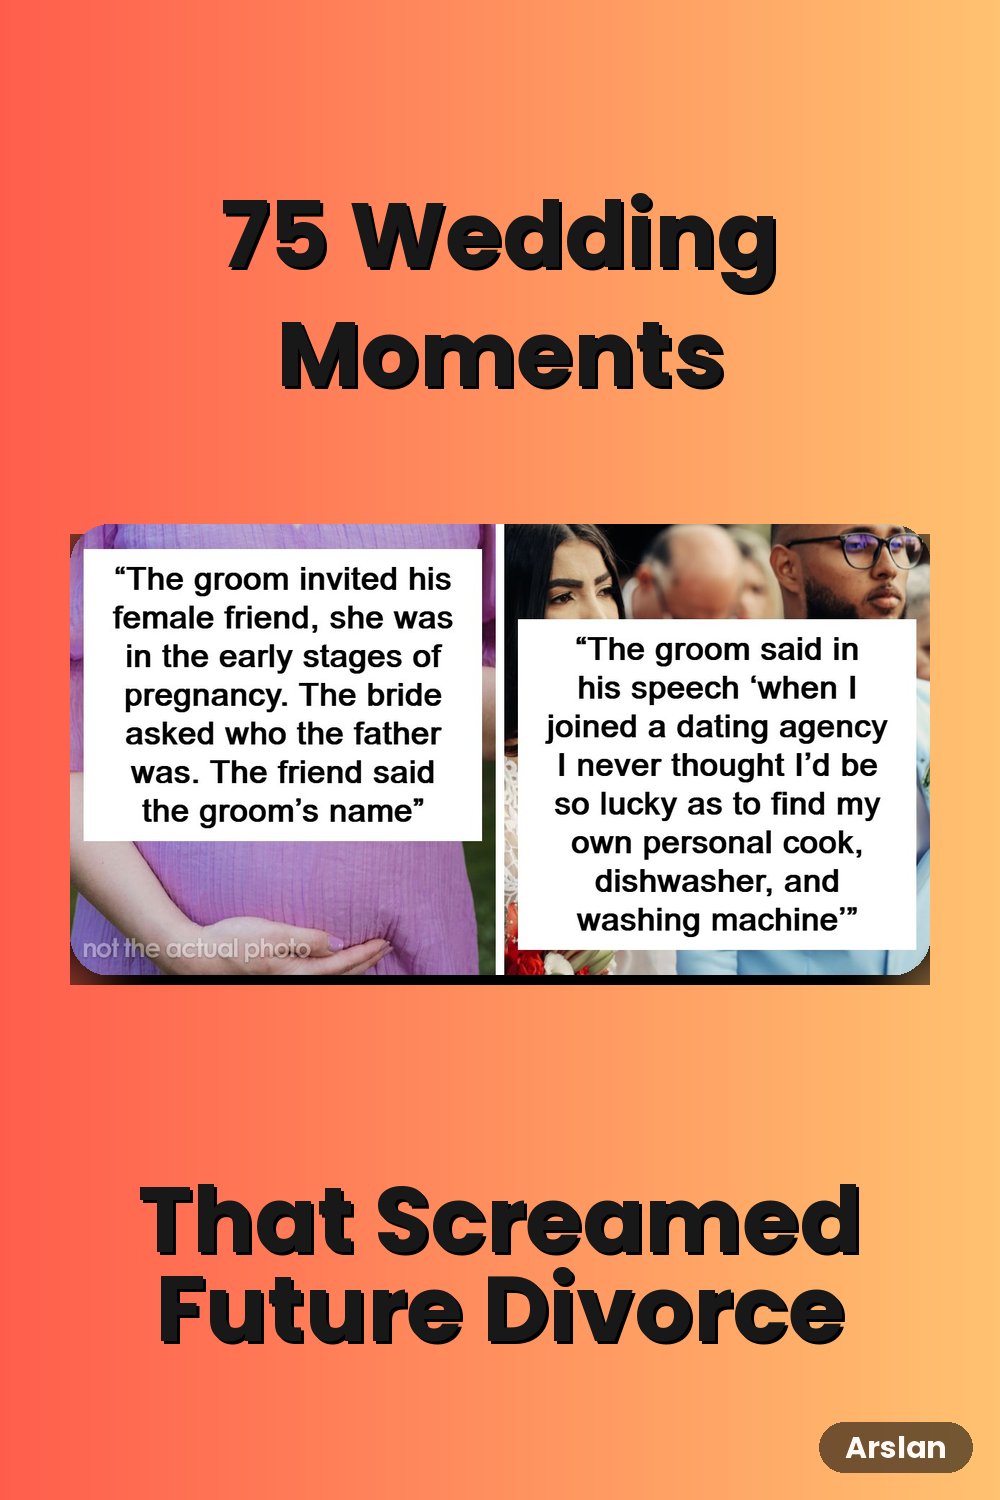 75 Wedding
Moments
“The groom invited his
female friend, she was
in the early stages of
pregnancy. The bride
asked who the father
was. The friend said
the groom’s name”
not the actual photo
“The groom said in
his speech ‘when I
joined a dating agency
I never thought I’d be
so lucky as to find my
own personal cook,
dishwasher, and
washing machine’”
That Screamed
Future Divorce
Arslan